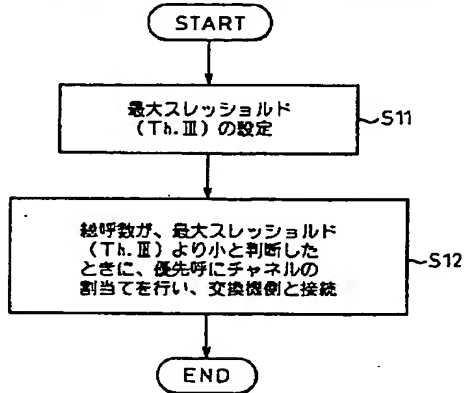 START
最大スレッショルド
(Th.Ⅲ)の設定
S11
総呼数が、最大スレッショルド
(Th.Ⅲ)より小と判断した
ときに、優先呼にチャネルの
割当てを行い、交換機側と接続
S12
END